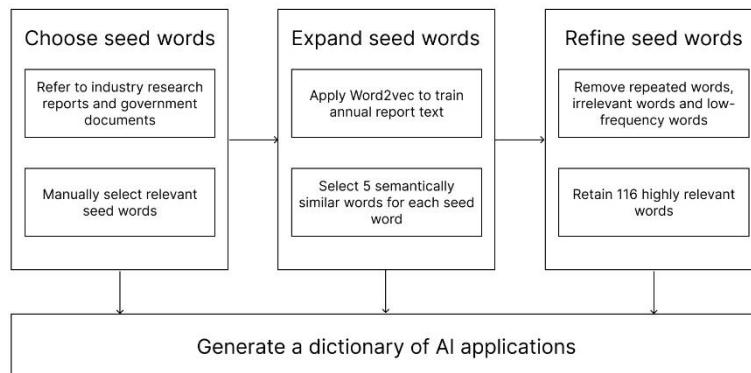 Choose seed words
Refer to industry research
reports and government
documents
Manually select relevant
seed words
Expand seed words
Apply Word2vec to train
annual report text
Select 5 semantically
similar words for each seed
word
Refine seed words
Remove repeated words,
irrelevant words and low-
frequency words
Retain 116 highly relevant
words
Generate a dictionary of AI applications